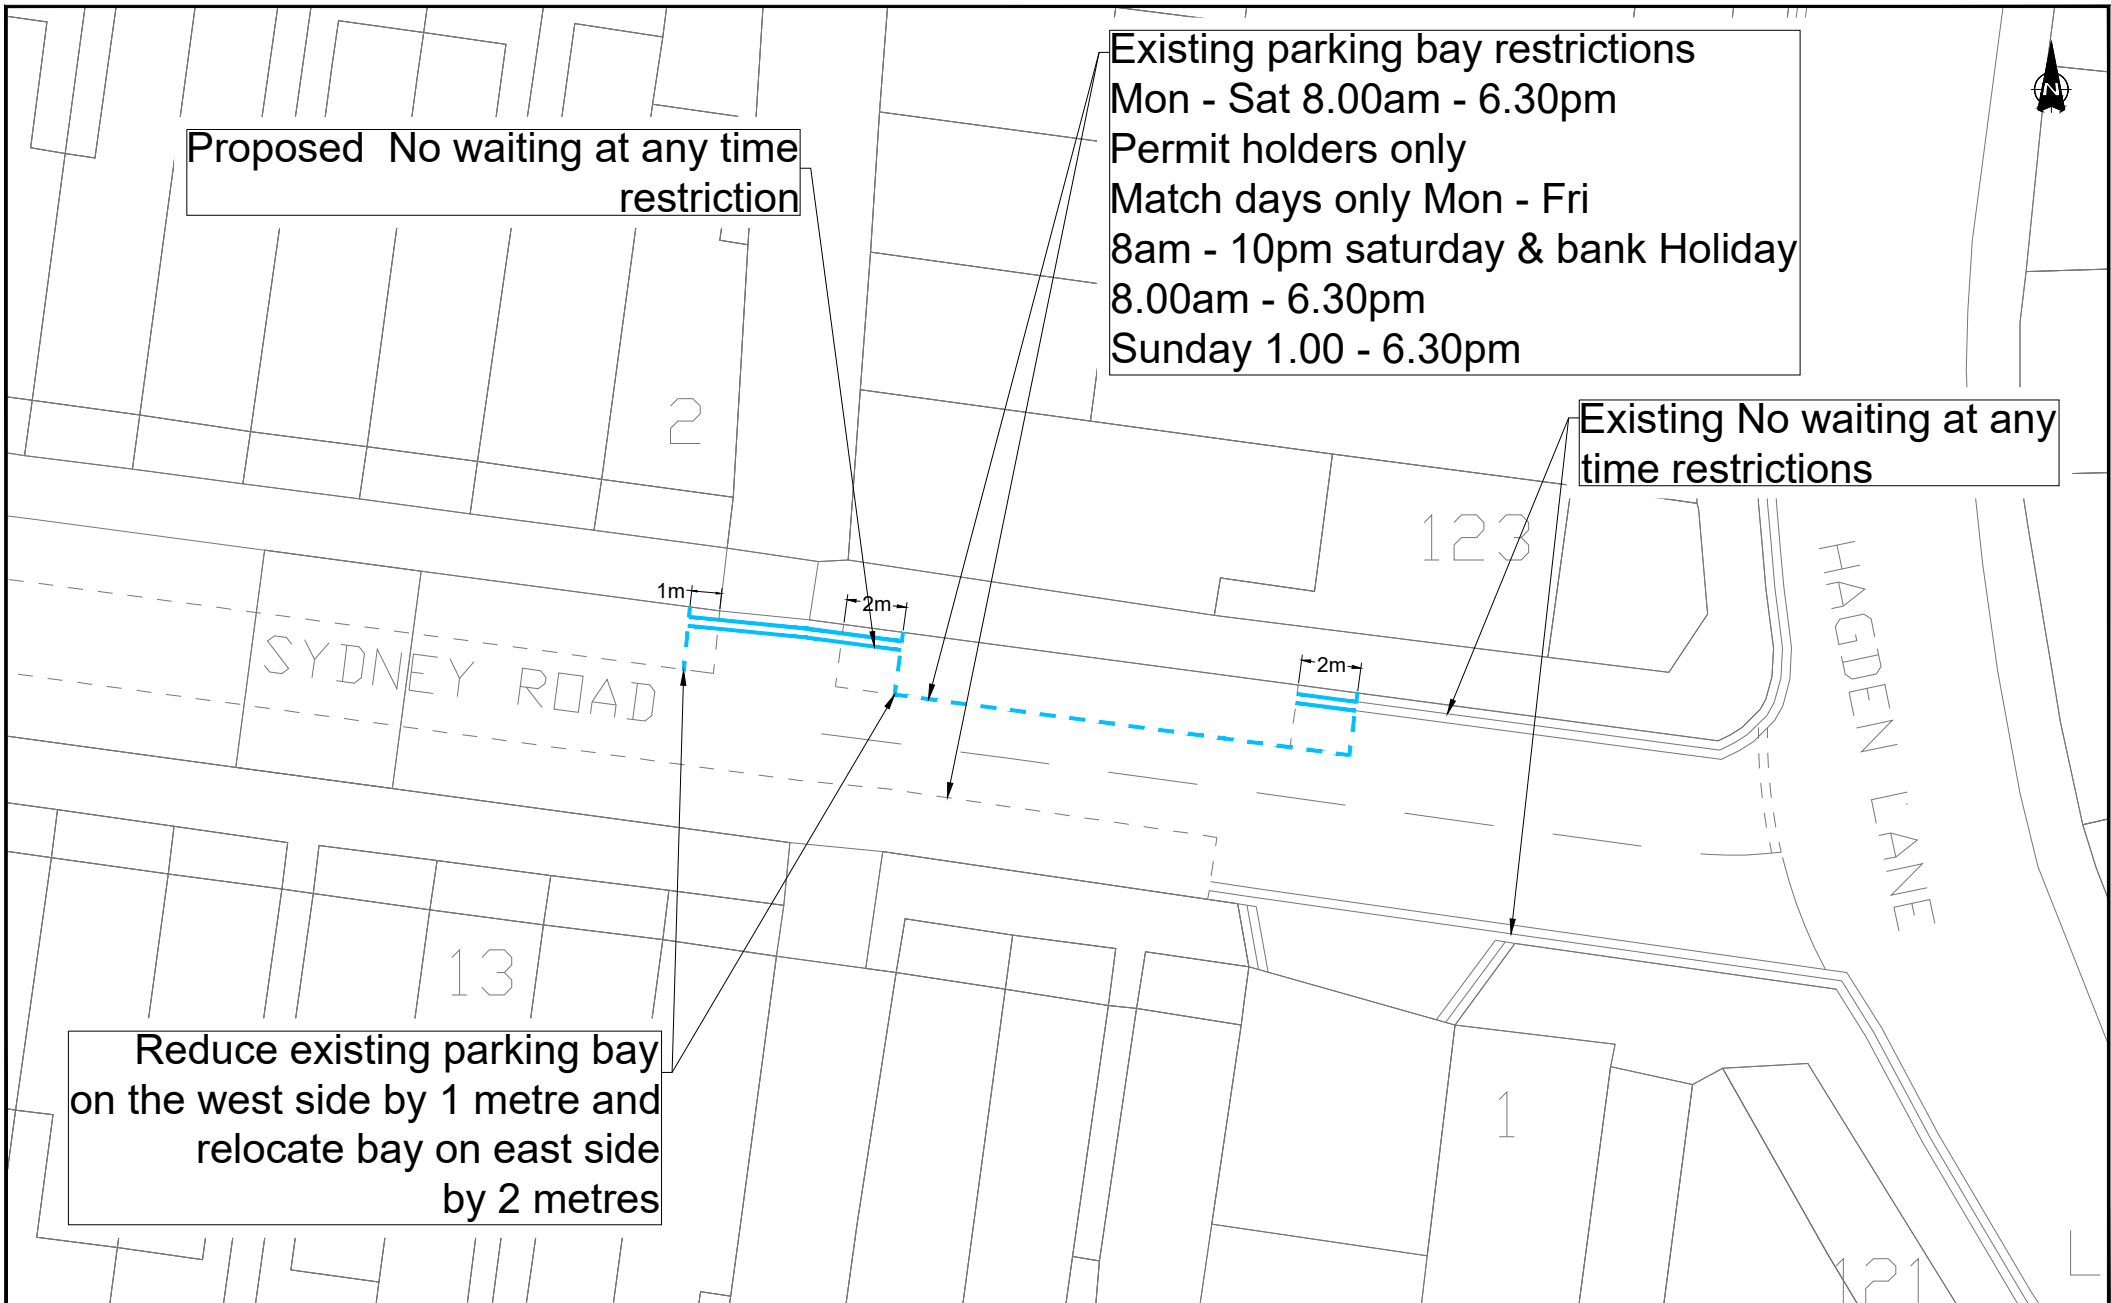 Existing parking bay restrictions
Mon - Sat 8.00am - 6.30pm
Permit holders only
Match days only Mon - Fri
8am - 10pm saturday & bank Holiday
8.00am - 6.30pm
Sunday 1.00 - 6.30pm
N
Proposed  No waiting at any time
restriction
Existing No waiting at any
time restrictions
2
123
1m
2m
2m
SYDNEY ROAD
HAGDEN LANE
13
Reduce existing parking bay
on the west side by 1 metre and
relocate bay on east side
by 2 metres
1
121